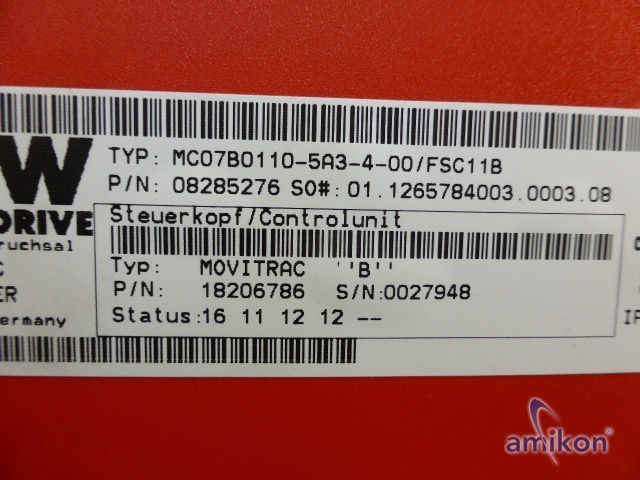 TYP: MC07B0110-5A3-4-00/FSC11B
P/N: 08285276 SO#: 01.1265784003.0003.08
W
DRIVE
Steuerkopf/Controlunit
ruchsal
Typ: MOVITRAC ''B''
P/N: 18206786 S/N:0027948
ER
Status:16 11 12 12 --
ermany
IP
amikon®